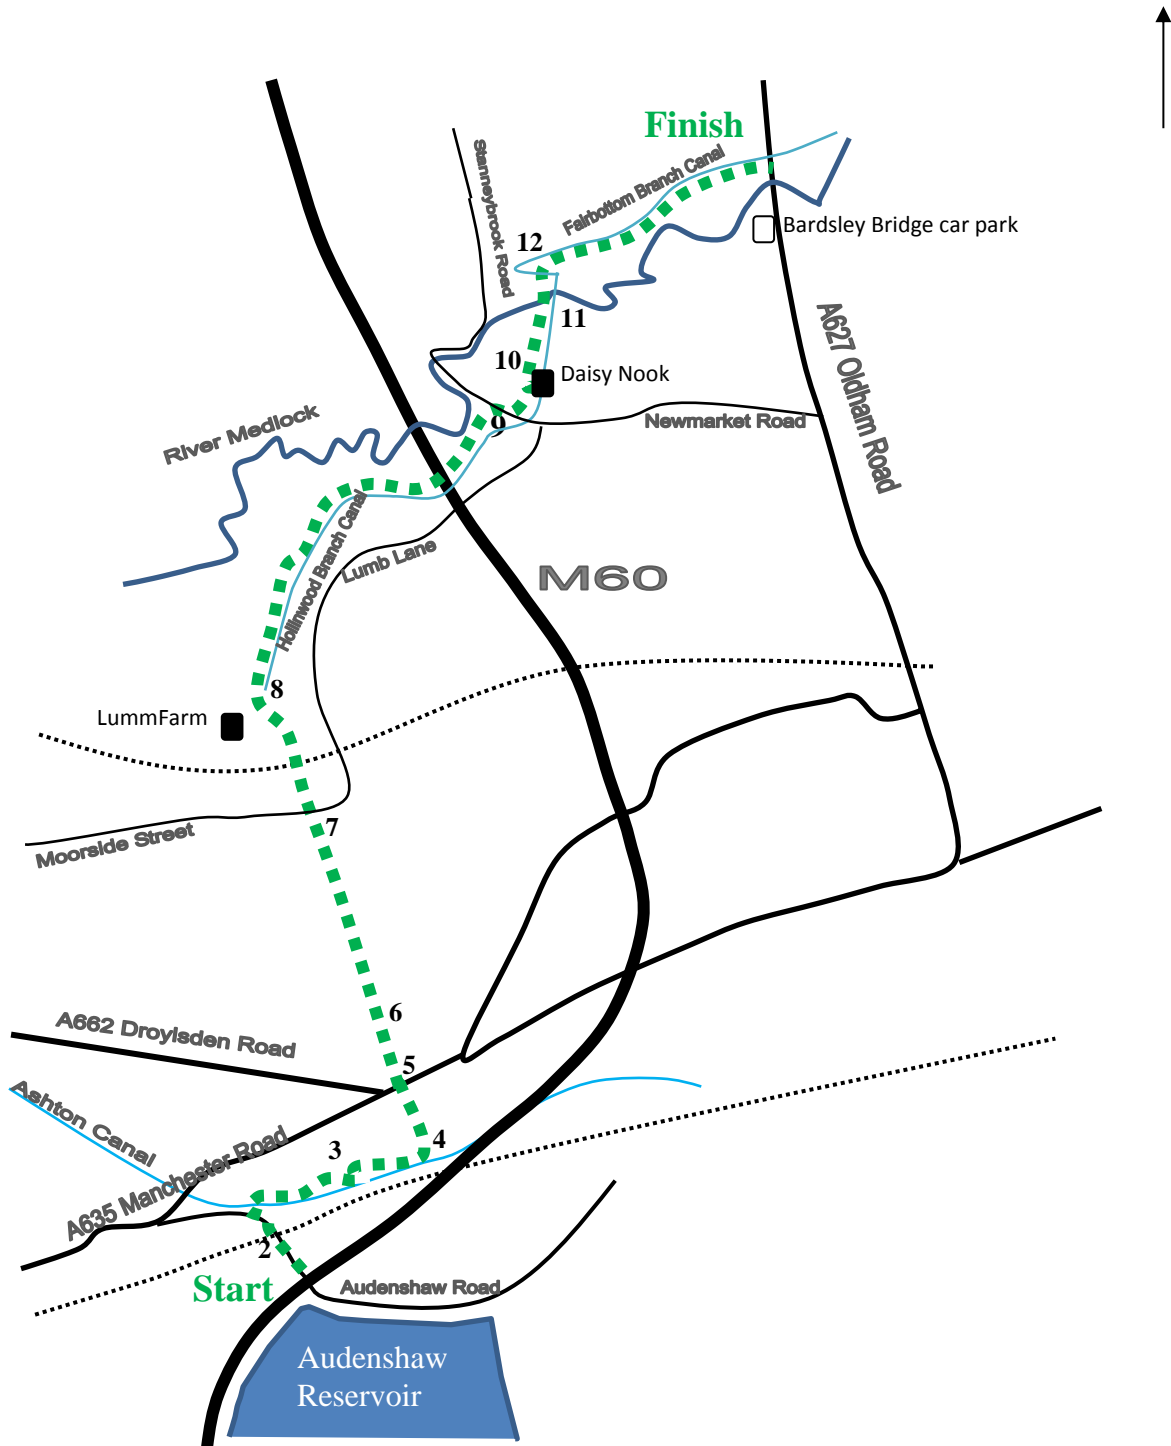 Finish
Stanneybrook Road
Fairbottom Branch Canal
Bardsley Bridge car park
12
11
A627 Oldham Road
10
Daisy Nook
9
Newmarket Road
River Medlock
Hollinwood Branch Canal
Lumb Lane
M60
8
LummFarm
7
Moorside Street
6
A662 Droylsden Road
5
Ashton Canal
4
3
A635 Manchester Road
2
Start
Audenshaw Road
Audenshaw
Reservoir